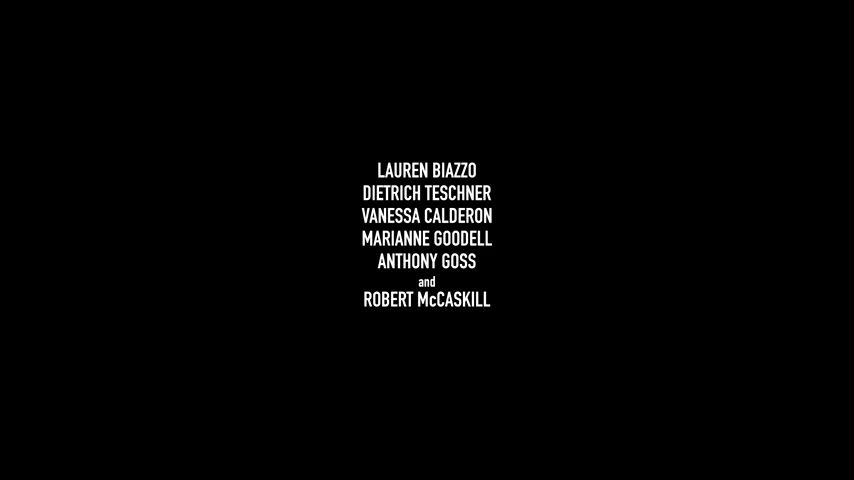 LAUREN BIAZZO
DIETRICH TESCHNER
VANESSA CALDERON
MARIANNE GOODELL
ANTHONY GOSS
and
ROBERT McCASKILL